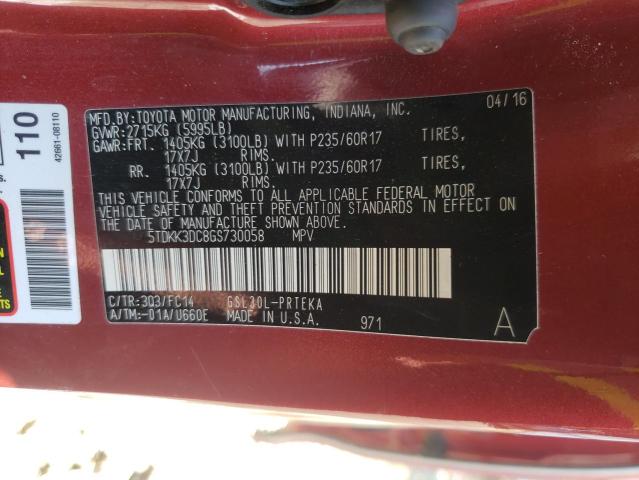 MFD.BY: TOYOTA MOTOR MANUFACTURING, INDIANA, INC. 04/16
GVWR: 2715KG (5995LB)
GAWR: FRT. 1405KG (3100LB) WITH P235/60R17 TIRES,
17X7J RIMS.
RR. 1405KG (3100LB) WITH P235/60R17 TIRES,
17X7J RIMS.
THIS VEHICLE CONFORMS TO ALL APPLICABLE FEDERAL MOTOR
VEHICLE SAFETY AND THEFT PREVENTION STANDARDS IN EFFECT ON
THE DATE OF MANUFACTURE SHOWN ABOVE.
5TDKK3DC8GS730058 MPV
C/TR: 3Q3/FC14 GSL30L-PRTEKA
A/TM: -01A/U660E MADE IN U.S.A. 971 A
110
42661-08110